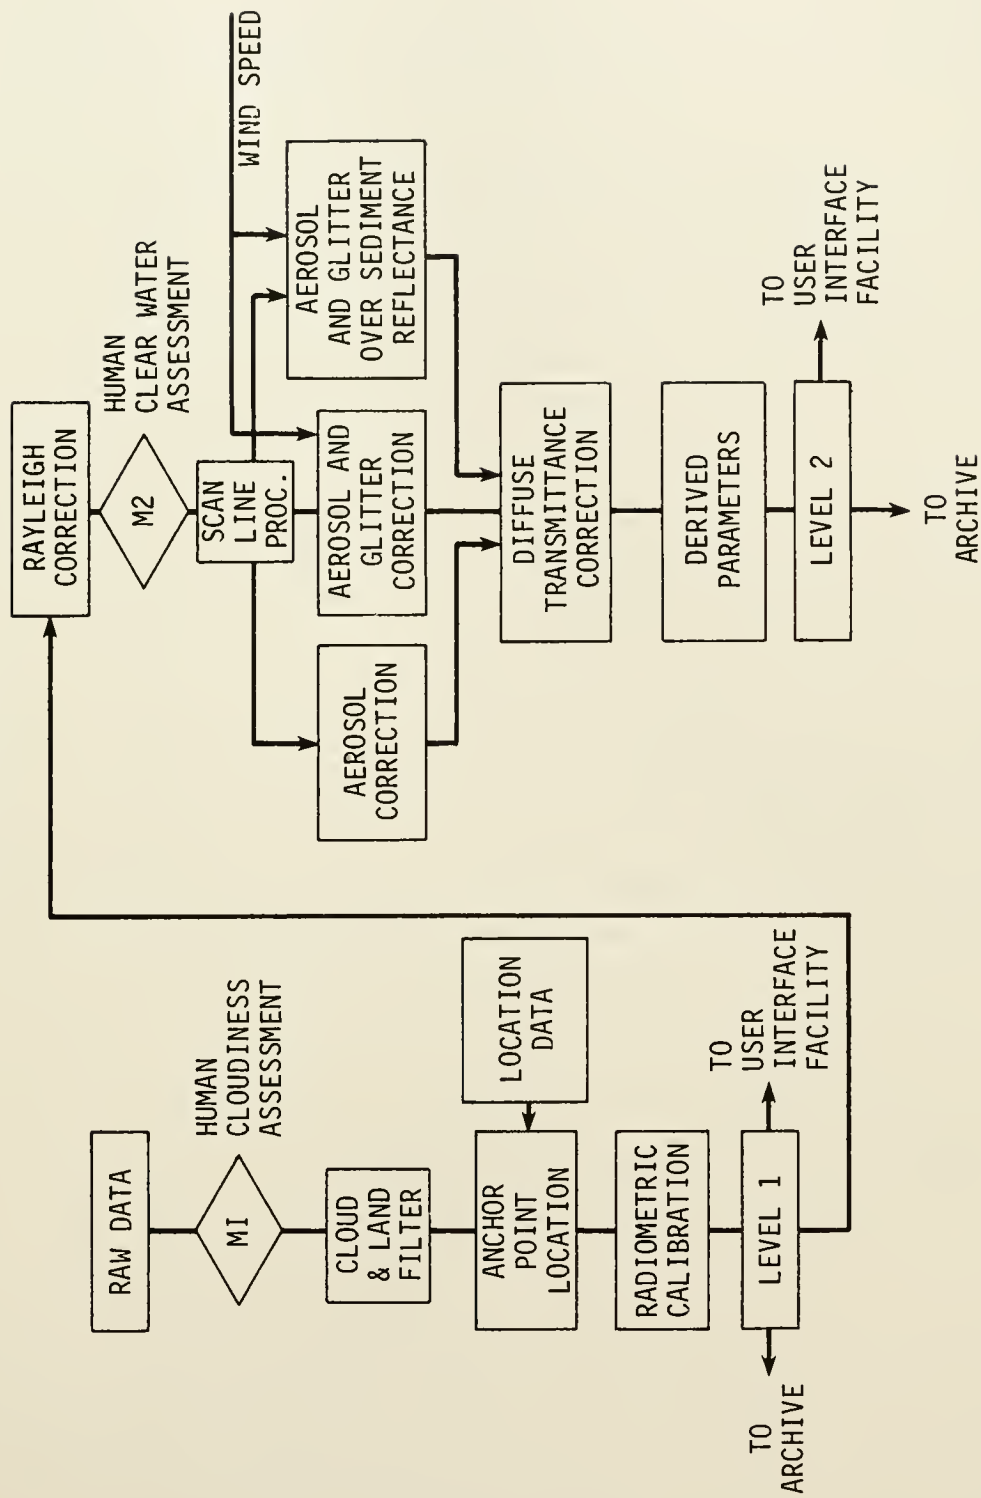 RAW DATA
MI
HUMAN
CLOUDINESS
ASSESSMENT
CLOUD
& LAND
FILTER
ANCHOR
POINT
LOCATION
LOCATION
DATA
RADIOMETRIC
CALIBRATION
LEVEL 1
TO
ARCHIVE
TO
USER
INTERFACE
FACILITY
RAYLEIGH
CORRECTION
M2
HUMAN
CLEAR WATER
ASSESSMENT
SCAN
LINE
PROC.
WIND SPEED
AEROSOL
CORRECTION
AEROSOL AND
GLITTER
CORRECTION
AEROSOL
AND GLITTER
OVER SEDIMENT
REFLECTANCE
DIFFUSE
TRANSMITTANCE
CORRECTION
DERIVED
PARAMETERS
LEVEL 2
TO
USER
INTERFACE
FACILITY
TO
ARCHIVE